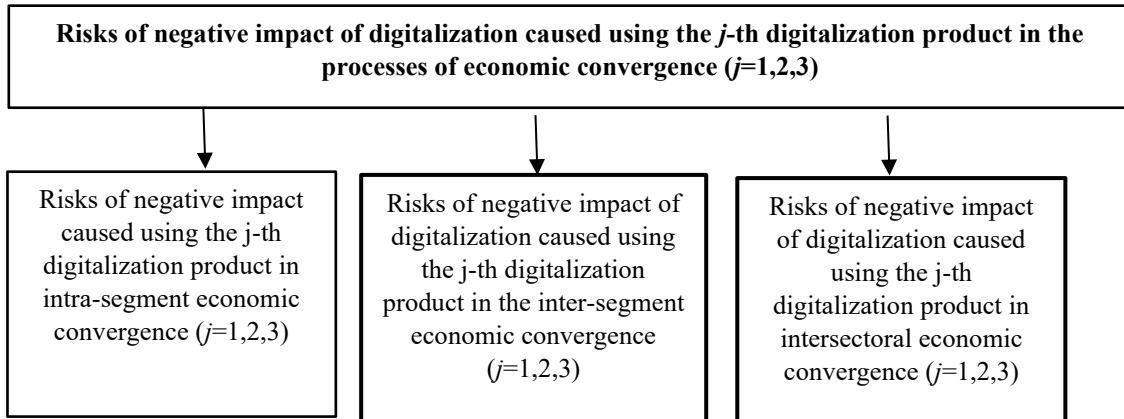 Risks of negative impact of digitalization caused using the j-th digitalization product in the
processes of economic convergence (j=1,2,3)
Risks of negative impact
caused using the j-th
digitalization product in
intra-segment economic
convergence (j=1,2,3)
Risks of negative impact of
digitalization caused using
the j-th digitalization
product in the inter-segment
economic convergence
(j=1,2,3)
Risks of negative impact
of digitalization caused
using the j-th
digitalization product in
intersectoral economic
convergence (j=1,2,3)